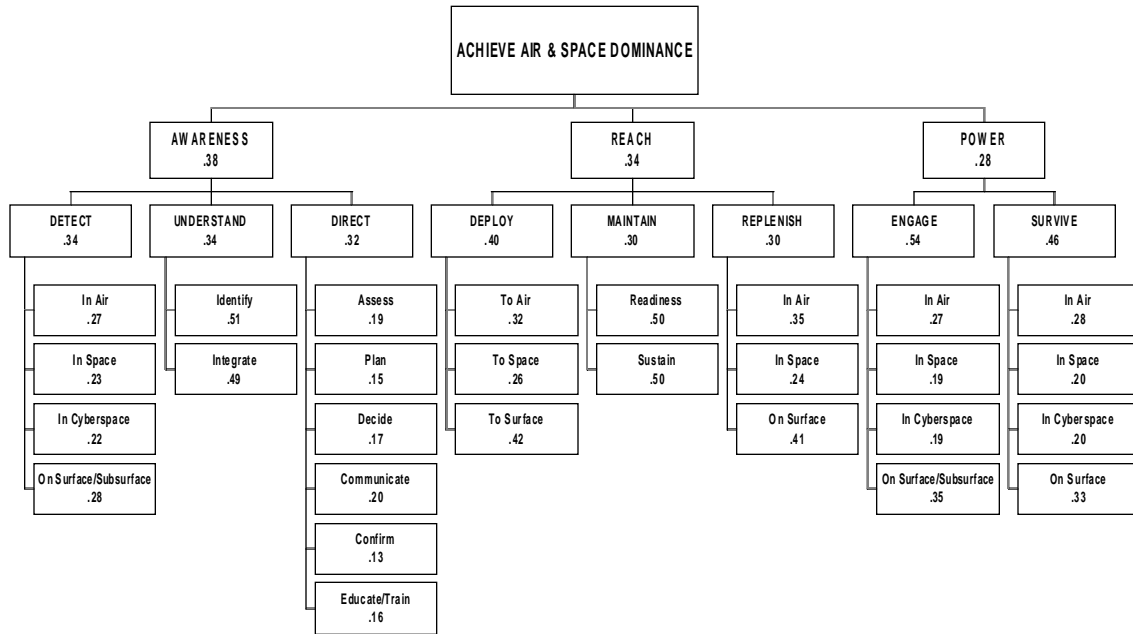 ACHIEVE AIR & SPACE DOMINANCE
AWARENESS
.38
REACH
.34
POWER
.28
DETECT
.34
UNDERSTAND
.34
DIRECT
.32
DEPLOY
.40
MAINTAIN
.30
REPLENISH
.30
ENGAGE
.54
SURVIVE
.46
In Air
.27
In Space
.23
In Cyberspace
.22
On Surface/Subsurface
.28
Identify
.51
Integrate
.49
Assess
.19
Plan
.15
Decide
.17
Communicate
.20
Confirm
.13
Educate/Train
.16
To Air
.32
To Space
.26
To Surface
.42
Readiness
.50
Sustain
.50
In Air
.35
In Space
.24
On Surface
.41
In Air
.27
In Space
.19
In Cyberspace
.19
On Surface/Subsurface
.35
In Air
.28
In Space
.20
In Cyberspace
.20
On Surface
.33